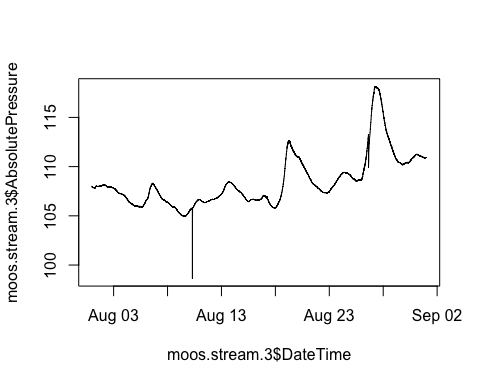 moos.stream.3$AbsolutePressure
115
110
105
100
Aug 03 Aug 13 Aug 23 Sep 02
moos.stream.3$DateTime